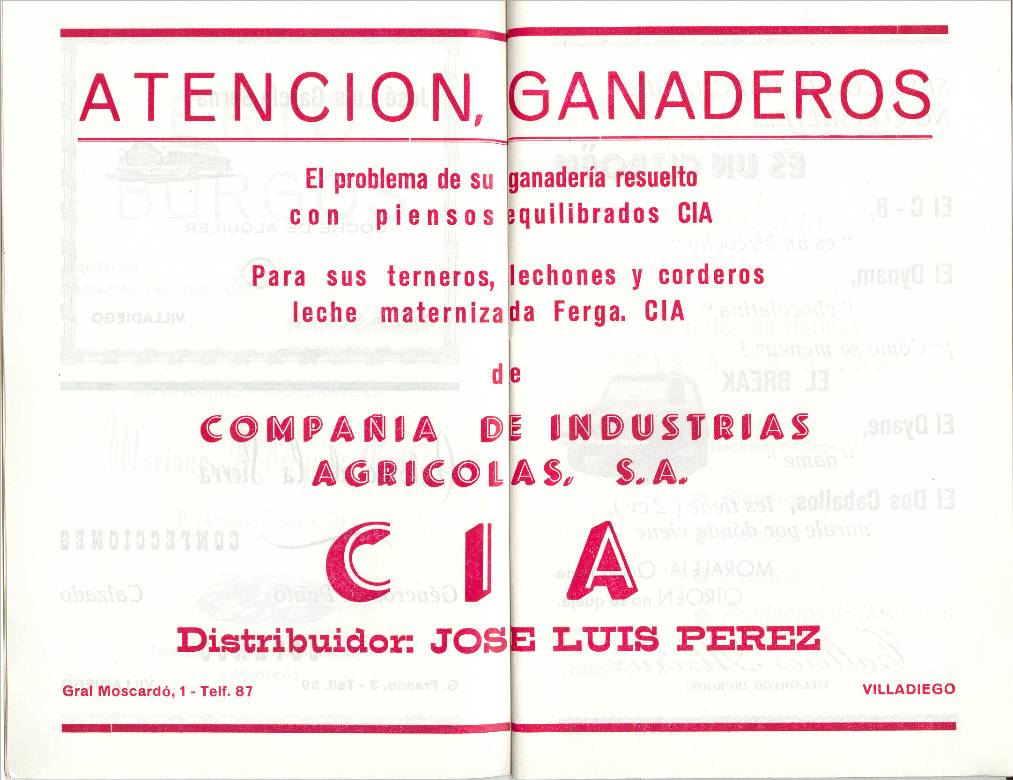 ATENCION, GANADEROS
El problema de su ganadería resuelto
con piensos equilibrados CIA
Para sus terneros, lechones y corderos
leche maternizada Ferga. CIA
de
COMPAÑIA DE INDUSTRIAS
AGRICOLAS, S.A.
CIA
Distribuidor: JOSE LUIS PEREZ
Gral Moscardó, 1 - Telf. 87
VILLADIEGO